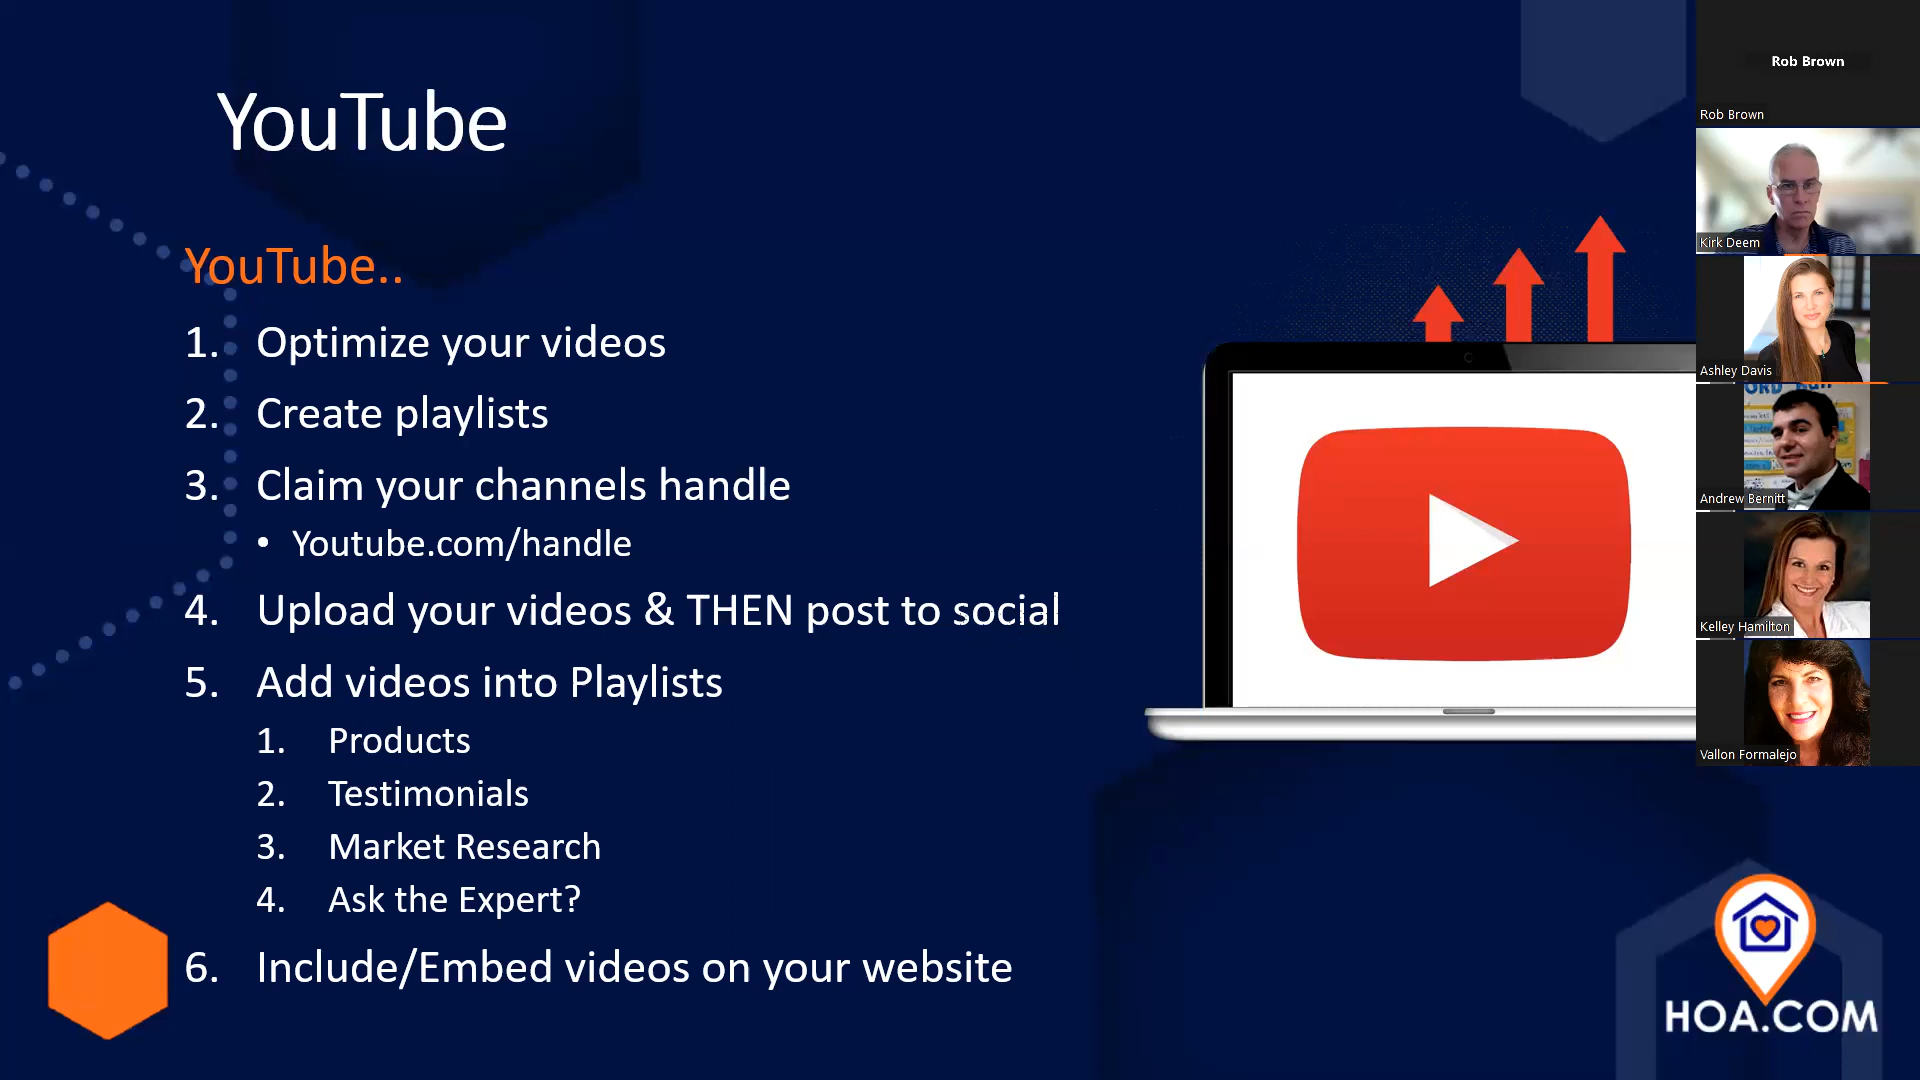 YouTube
YouTube..
1. Optimize your videos
2. Create playlists
3. Claim your channels handle
• Youtube.com/handle
4. Upload your videos & THEN post to social
5. Add videos into Playlists
1. Products
2. Testimonials
3. Market Research
4. Ask the Expert?
6. Include/Embed videos on your website
HOA.COM
Rob Brown
Rob Brown
Kirk Deem
Ashley Davis
Andrew Bernitt
Kelley Hamilton
Vallon Formalejo